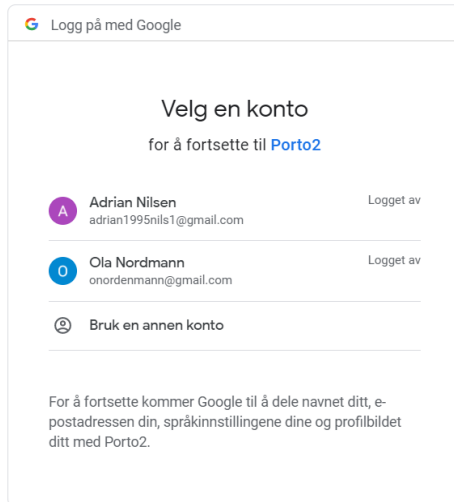 Logg på med Google
Velg en konto
for å fortsette til Porto2
A
Adrian Nilsen
Logget av
adrian1995nils1@gmail.com
O
Ola Nordmann
Logget av
onordenmann@gmail.com
Bruk en annen konto
For å fortsette kommer Google til å dele navnet ditt, e-
postadressen din, språkinnstillingene dine og profilbildet
ditt med Porto2.